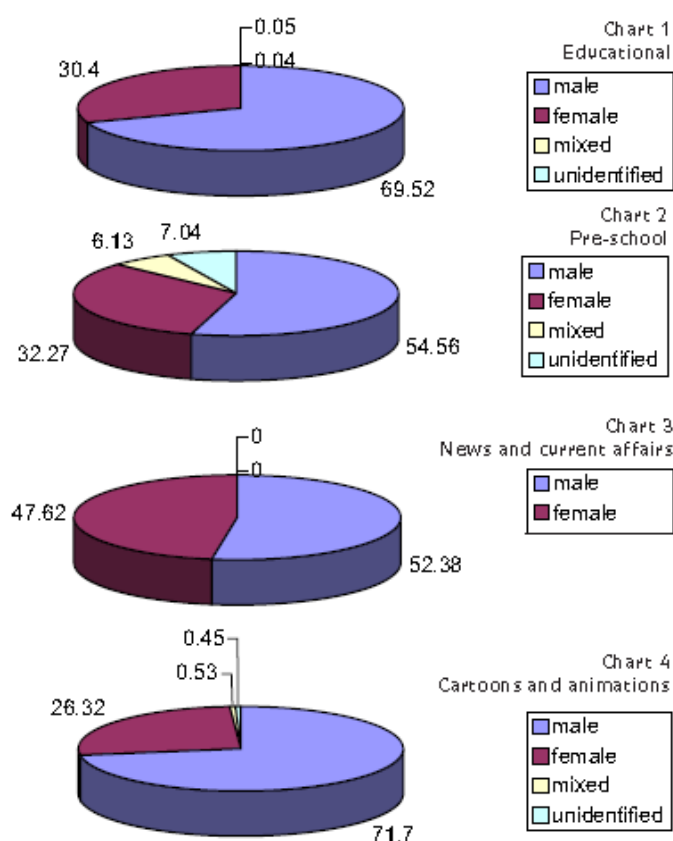 Chart 1
Educational
0.05
0.04
30.4
69.52
male
female
mixed
unidentified
Chart 2
Pre-school
7.04
6.13
32.27
54.56
male
female
mixed
unidentified
Chart 3
News and current affairs
0
0
47.62
52.38
male
female
Chart 4
Cartoons and animations
0.45
0.53
26.32
71.7
male
female
mixed
unidentified